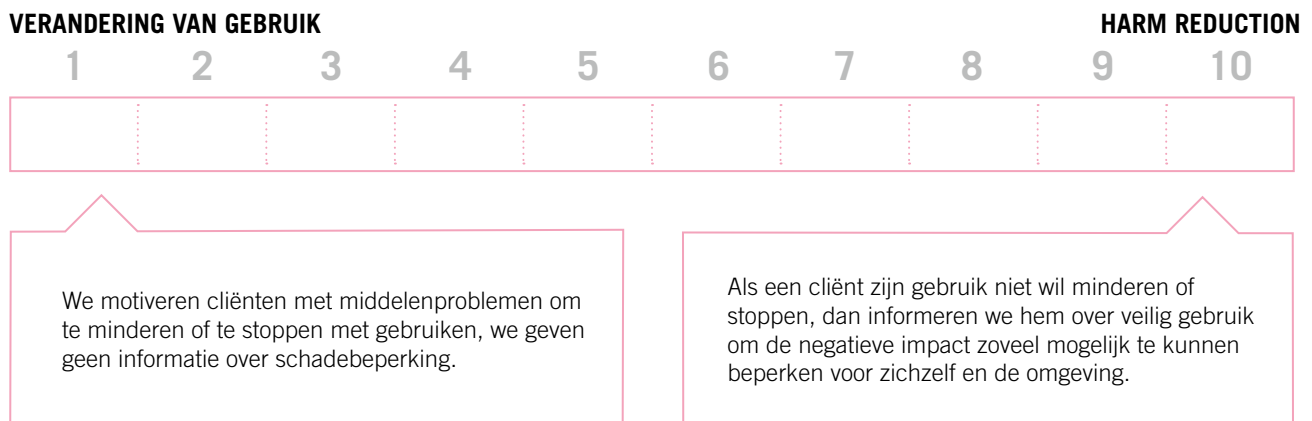 VERANDERING VAN GEBRUIK HARM REDUCTION
1 2 3 4 5 6 7 8 9 10
We motiveren cliënten met middelenproblemen om
te minderen of te stoppen met gebruiken, we geven
geen informatie over schadebeperking.
Als een cliënt zijn gebruik niet wil minderen of
stoppen, dan informeren we hem over veilig gebruik
om de negatieve impact zoveel mogelijk te kunnen
beperken voor zichzelf en de omgeving.